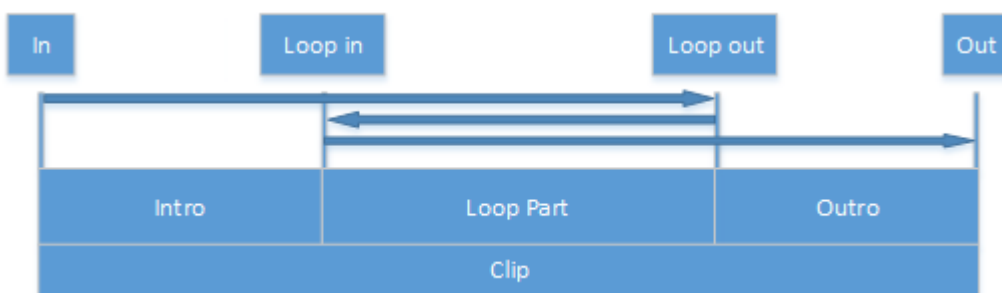 In
Loop in
Loop out
Out
Intro
Loop Part
Outro
Clip